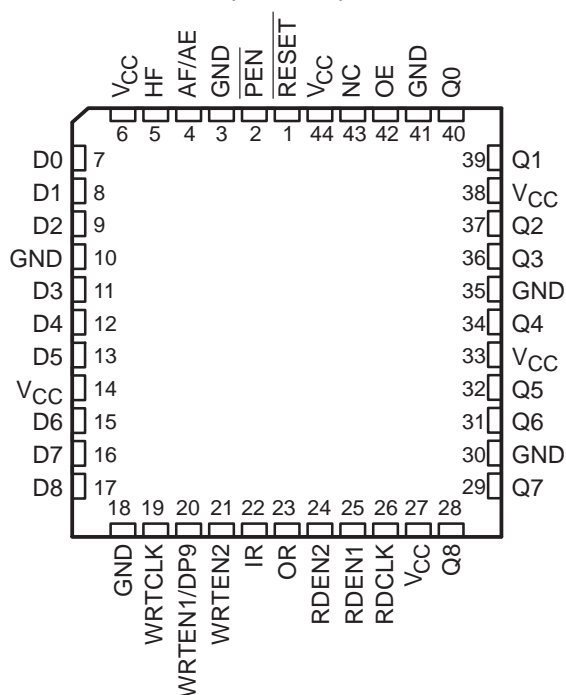 VCC
HF
AF/AE
GND
PEN
RESET
VCC
NC
OE
GND
Q0
6 5 4 3 2 1 44 43 42 41 40
D0 7
D1 8
D2 9
GND 10
D3 11
D4 12
D5 13
VCC 14
D6 15
D7 16
D8 17
39 Q1
38 VCC
37 Q2
36 Q3
35 GND
34 Q4
33 VCC
32 Q5
31 Q6
30 GND
29 Q7
18 19 20 21 22 23 24 25 26 27 28
GND
WRTCLK
WRTEN1/DP9
WRTEN2
IR
OR
RDEN2
RDEN1
RDCLK
VCC
Q8